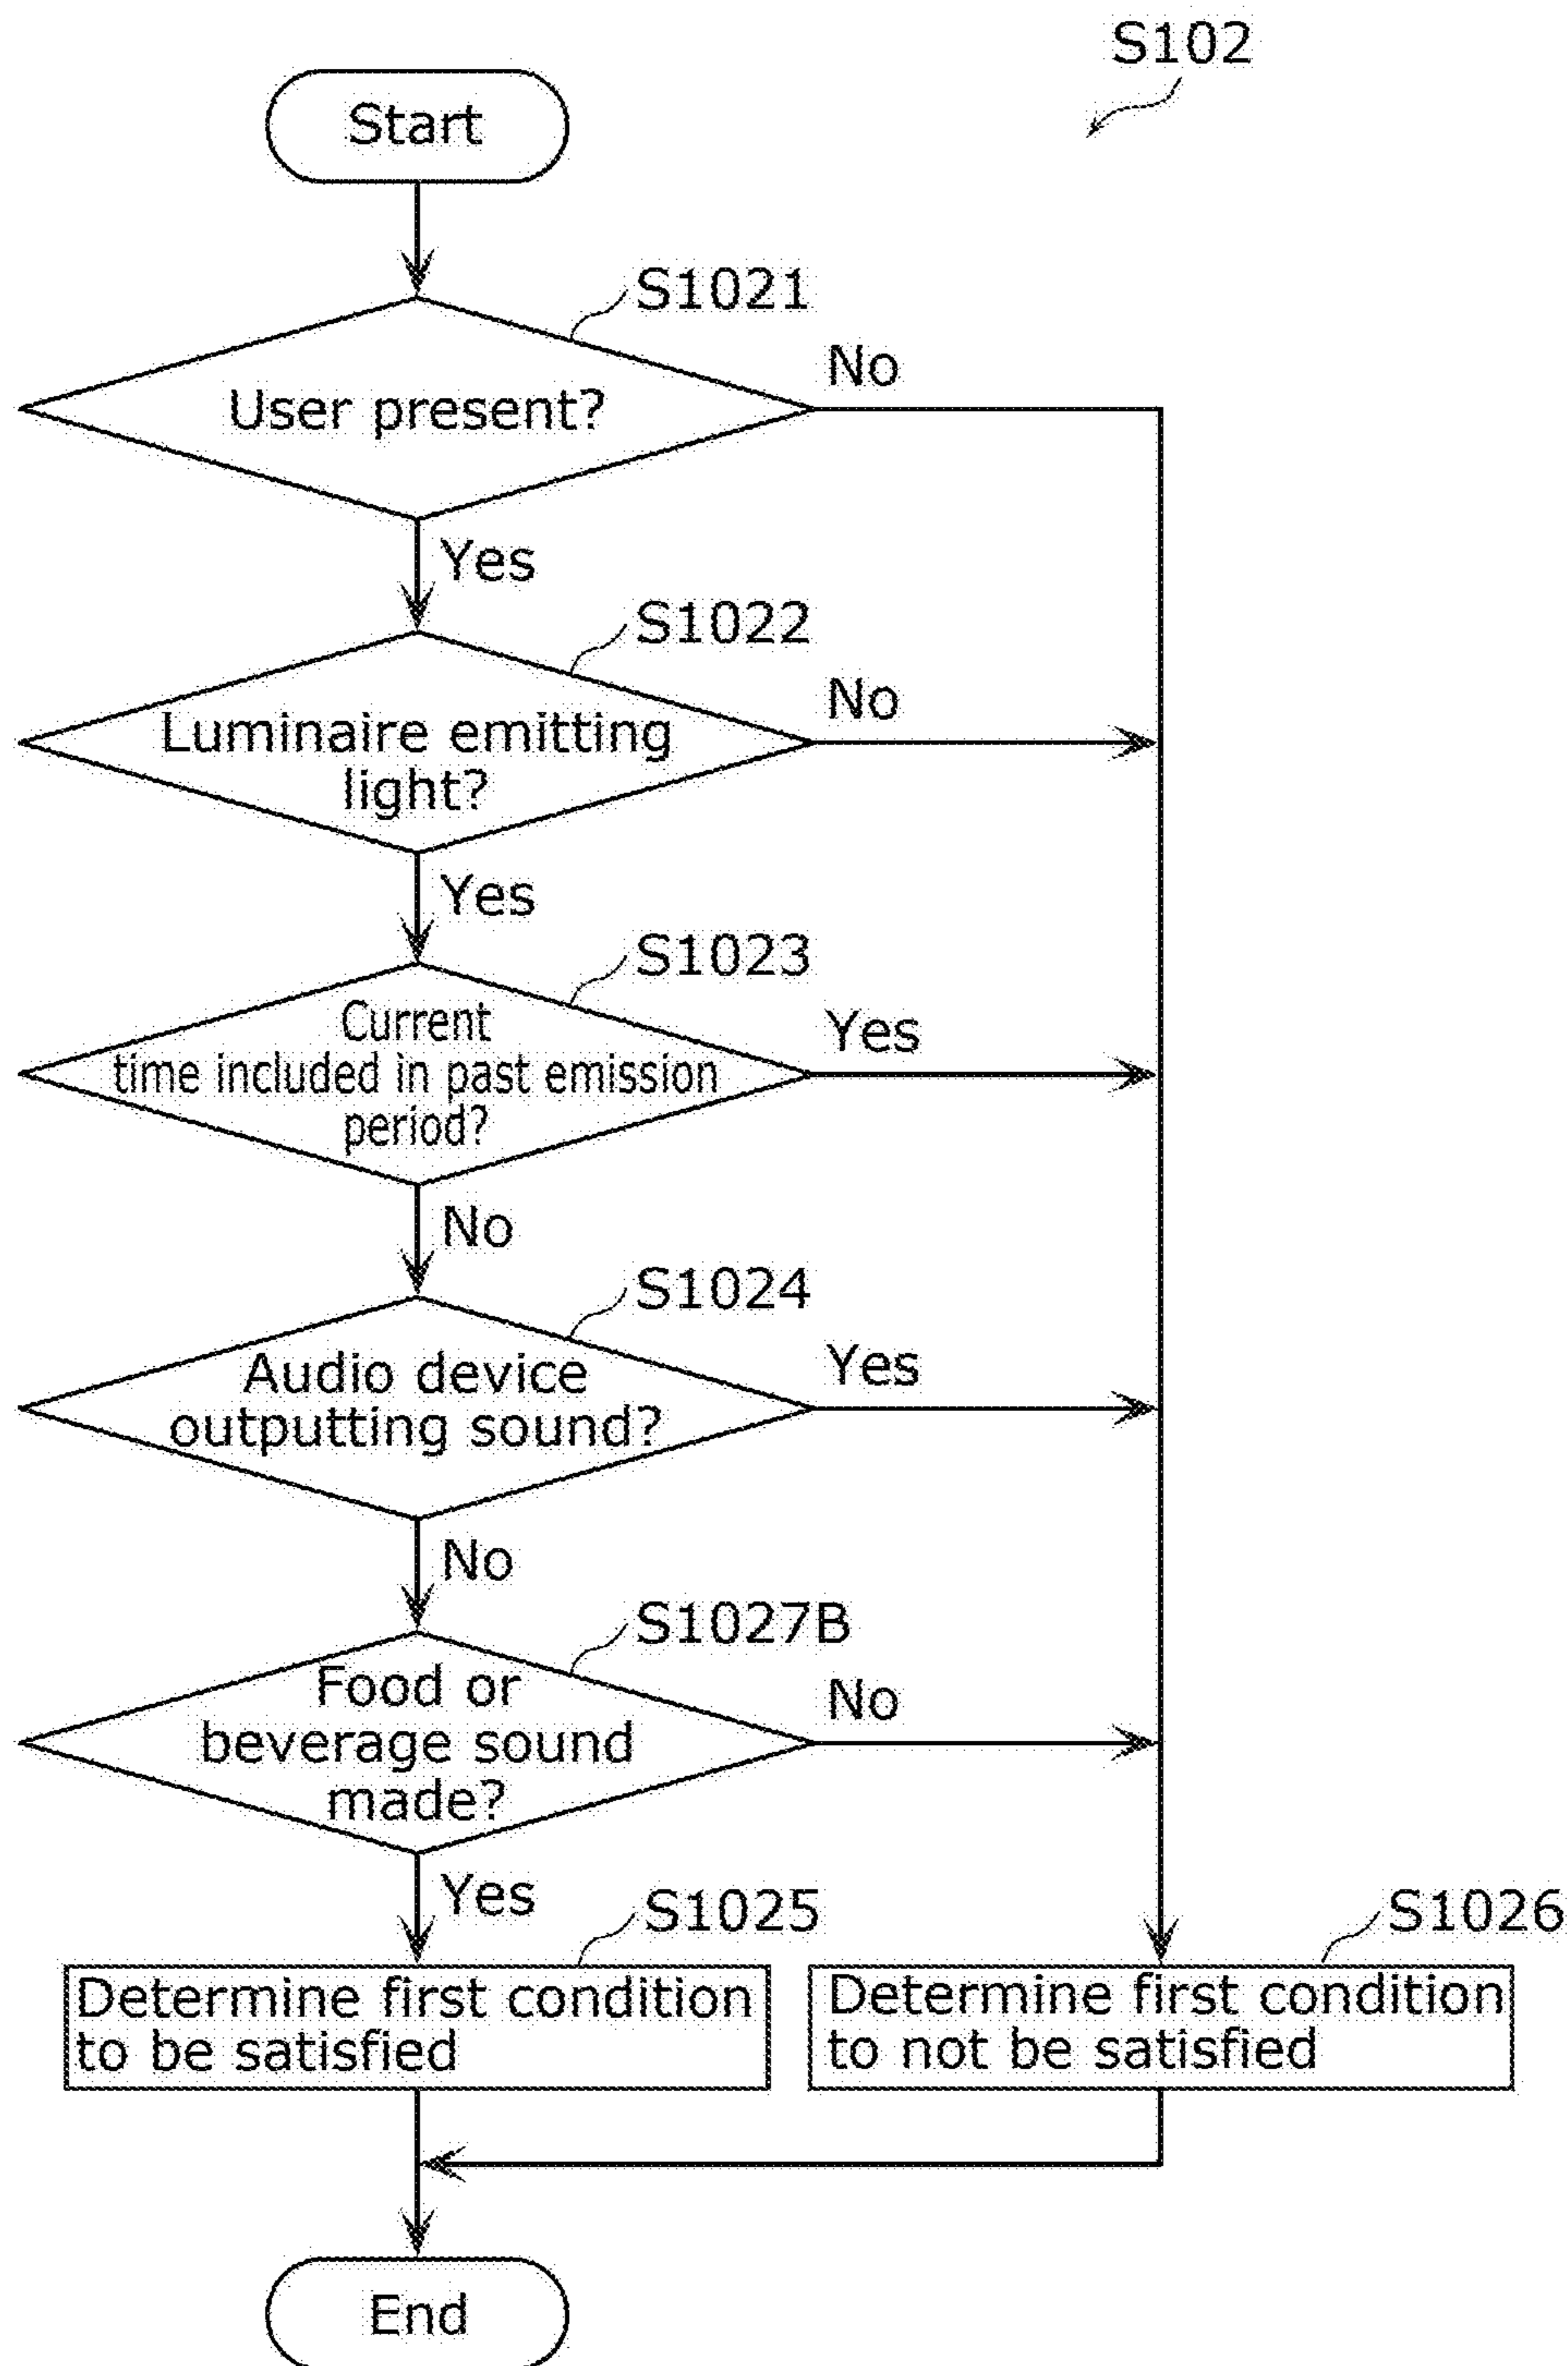 S102
Start
S1021
User present?
No
Yes
S1022
Luminaire emitting
light?
No
Yes
S1023
Current
time included in past emission
period?
Yes
No
S1024
Audio device
outputting sound?
Yes
No
S1027B
Food or
beverage sound
made?
No
Yes
S1025
Determine first condition
to be satisfied
S1026
Determine first condition
to not be satisfied
End